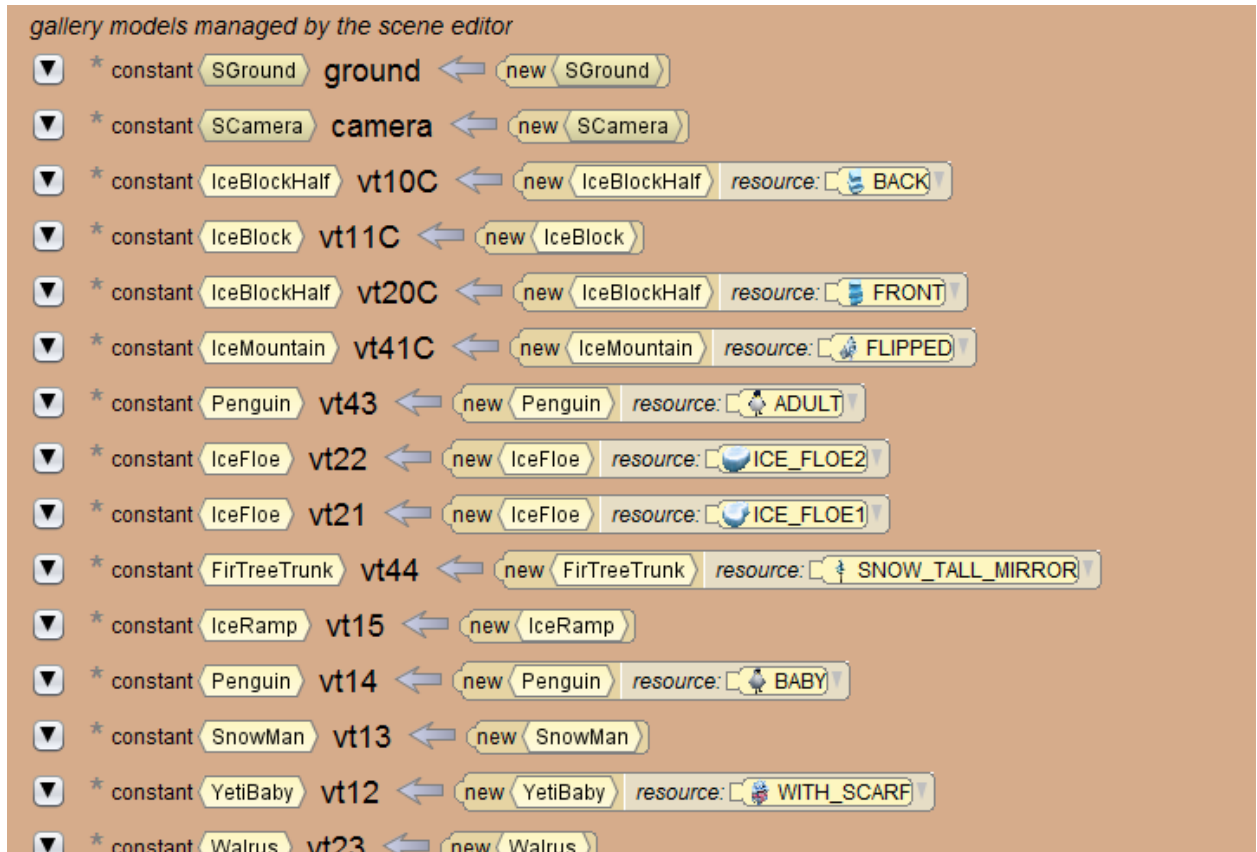 gallery models managed by the scene editor
* constant SGround ground new SGround
* constant SCamera camera new SCamera
* constant IceBlockHalf vt10C new IceBlockHalf resource: BACK
* constant IceBlock vt11C new IceBlock
* constant IceBlockHalf vt20C new IceBlockHalf resource: FRONT
* constant IceMountain vt41C new IceMountain resource: FLIPPED
* constant Penguin vt43 new Penguin resource: ADULT
* constant IceFloe vt22 new IceFloe resource: ICE_FLOE2
* constant IceFloe vt21 new IceFloe resource: ICE_FLOE1
* constant FirTreeTrunk vt44 new FirTreeTrunk resource: SNOW_TALL_MIRROR
* constant IceRamp vt15 new IceRamp
* constant Penguin vt14 new Penguin resource: BABY
* constant SnowMan vt13 new SnowMan
* constant YetiBaby vt12 new YetiBaby resource: WITH_SCARF
* constant Walrus vt23 new Walrus